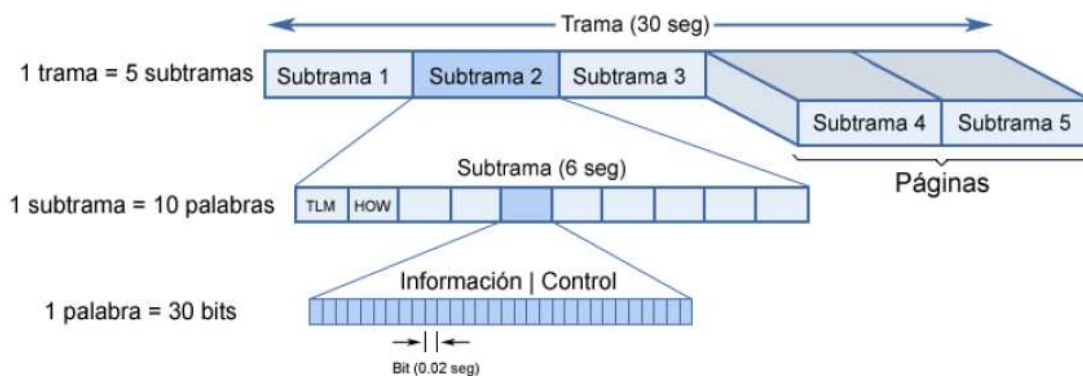 Trama (30 seg)
1 trama = 5 subtramas
Subtrama 1
Subtrama 2
Subtrama 3
Subtrama 4
Subtrama 5
Páginas
Subtrama (6 seg)
1 subtrama = 10 palabras
TLM
HOW
Información | Control
1 palabra = 30 bits
Bit (0.02 seg)